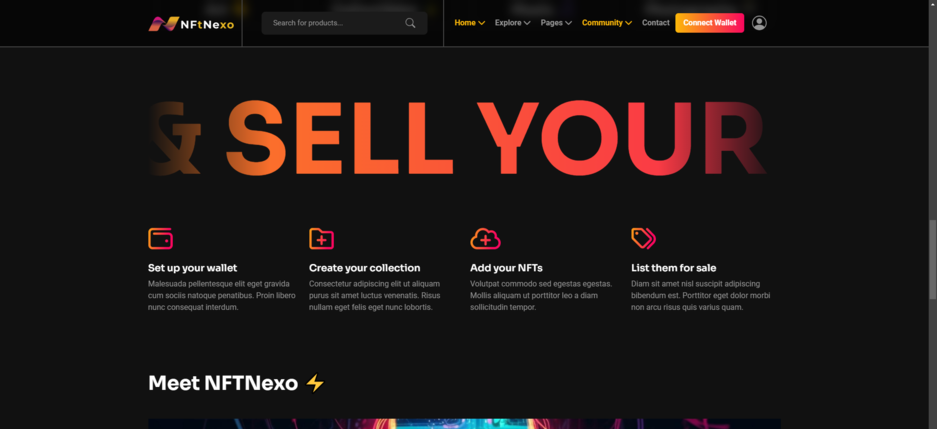 NFtNexo
Search for products...
Home
Explore
Pages
Community
Contact
Connect Wallet
& SELL YOUR
Set up your wallet
Malesuada pellentesque elit eget gravida
cum sociis natoque penatibus. Proin libero
nunc consequat interdum.
Create your collection
Consectetur adipiscing elit ut aliquam
purus sit amet luctus venenatis. Risus
nullam eget felis eget nunc lobortis.
Add your NFTs
Volutpat commodo sed egestas egestas.
Mollis aliquam ut porttitor leo a diam
sollicitudin tempor.
List them for sale
Diam sit amet nisl suscipit adipiscing
bibendum est. Porttitor eget dolor morbi
non arcu risus quis varius quam.
Meet NFTNexo